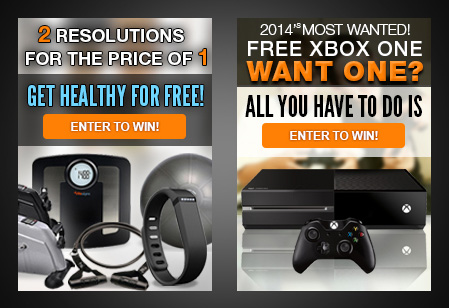 2 RESOLUTIONS
FOR THE PRICE OF 1
GET HEALTHY FOR FREE!
ENTER TO WIN!
2014'S MOST WANTED!
FREE XBOX ONE
WANT ONE?
ALL YOU HAVE TO DO IS
ENTER TO WIN!